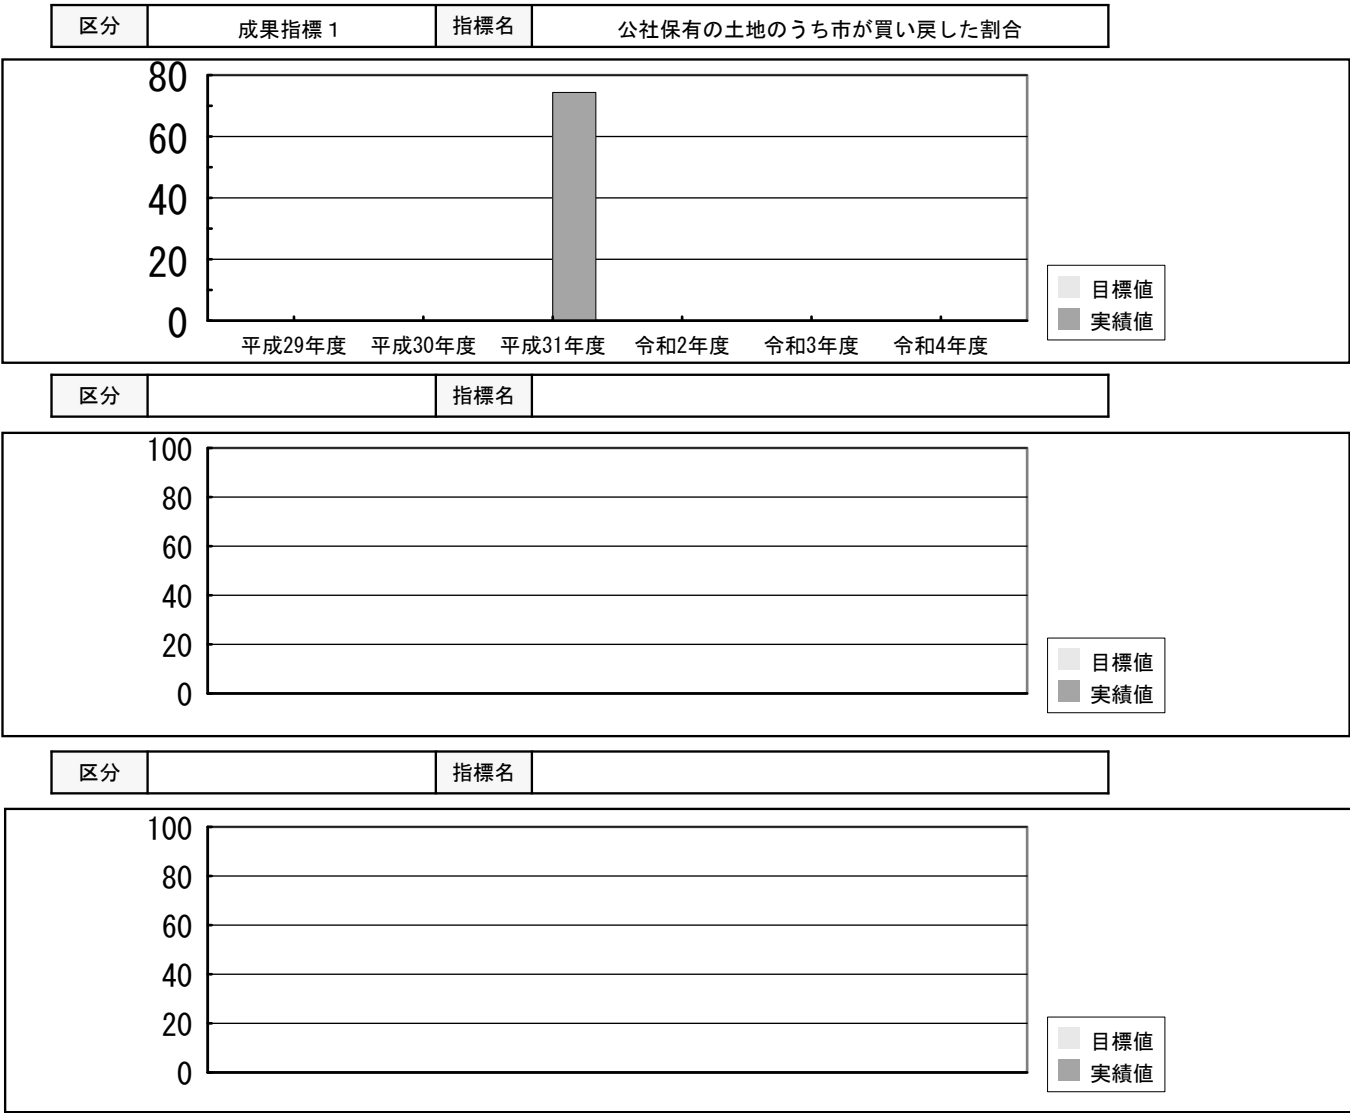 区分 成果指標１ 指標名 公社保有の土地のうち市が買い戻した割合
80
60
40
20
0
平成29年度 平成30年度 平成31年度 令和2年度 令和3年度 令和4年度
目標値
実績値
区分 指標名
100
80
60
40
20
0
目標値
実績値
区分 指標名
100
80
60
40
20
0
目標値
実績値